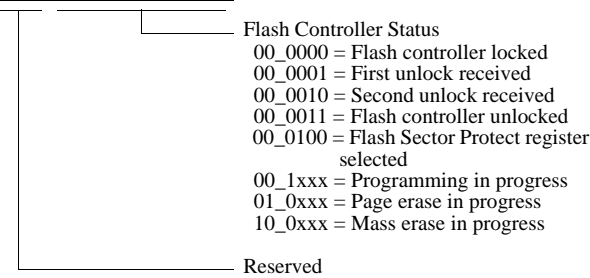 Flash Controller Status
00_0000 = Flash controller locked
00_0001 = First unlock received
00_0010 = Second unlock received
00_0011 = Flash controller unlocked
00_0100 = Flash Sector Protect register
selected
00_1xxx = Programming in progress
01_0xxx = Page erase in progress
10_0xxx = Mass erase in progress
Reserved